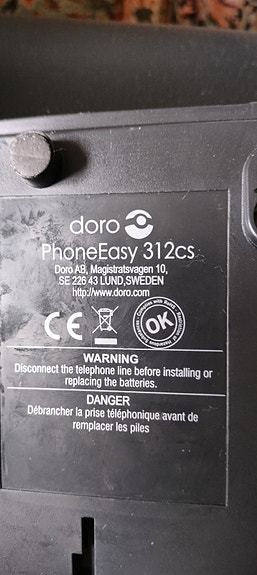 doro
PhoneEasy 312cs
Doro AB, Magistratsvagen 10,
SE 226 43 LUND,SWEDEN
http://www.doro.com
CE
OK
WARNING
Disconnect the telephone line before installing or
replacing the batteries.
DANGER
Débrancher la prise téléphonique avant de
remplacer les piles